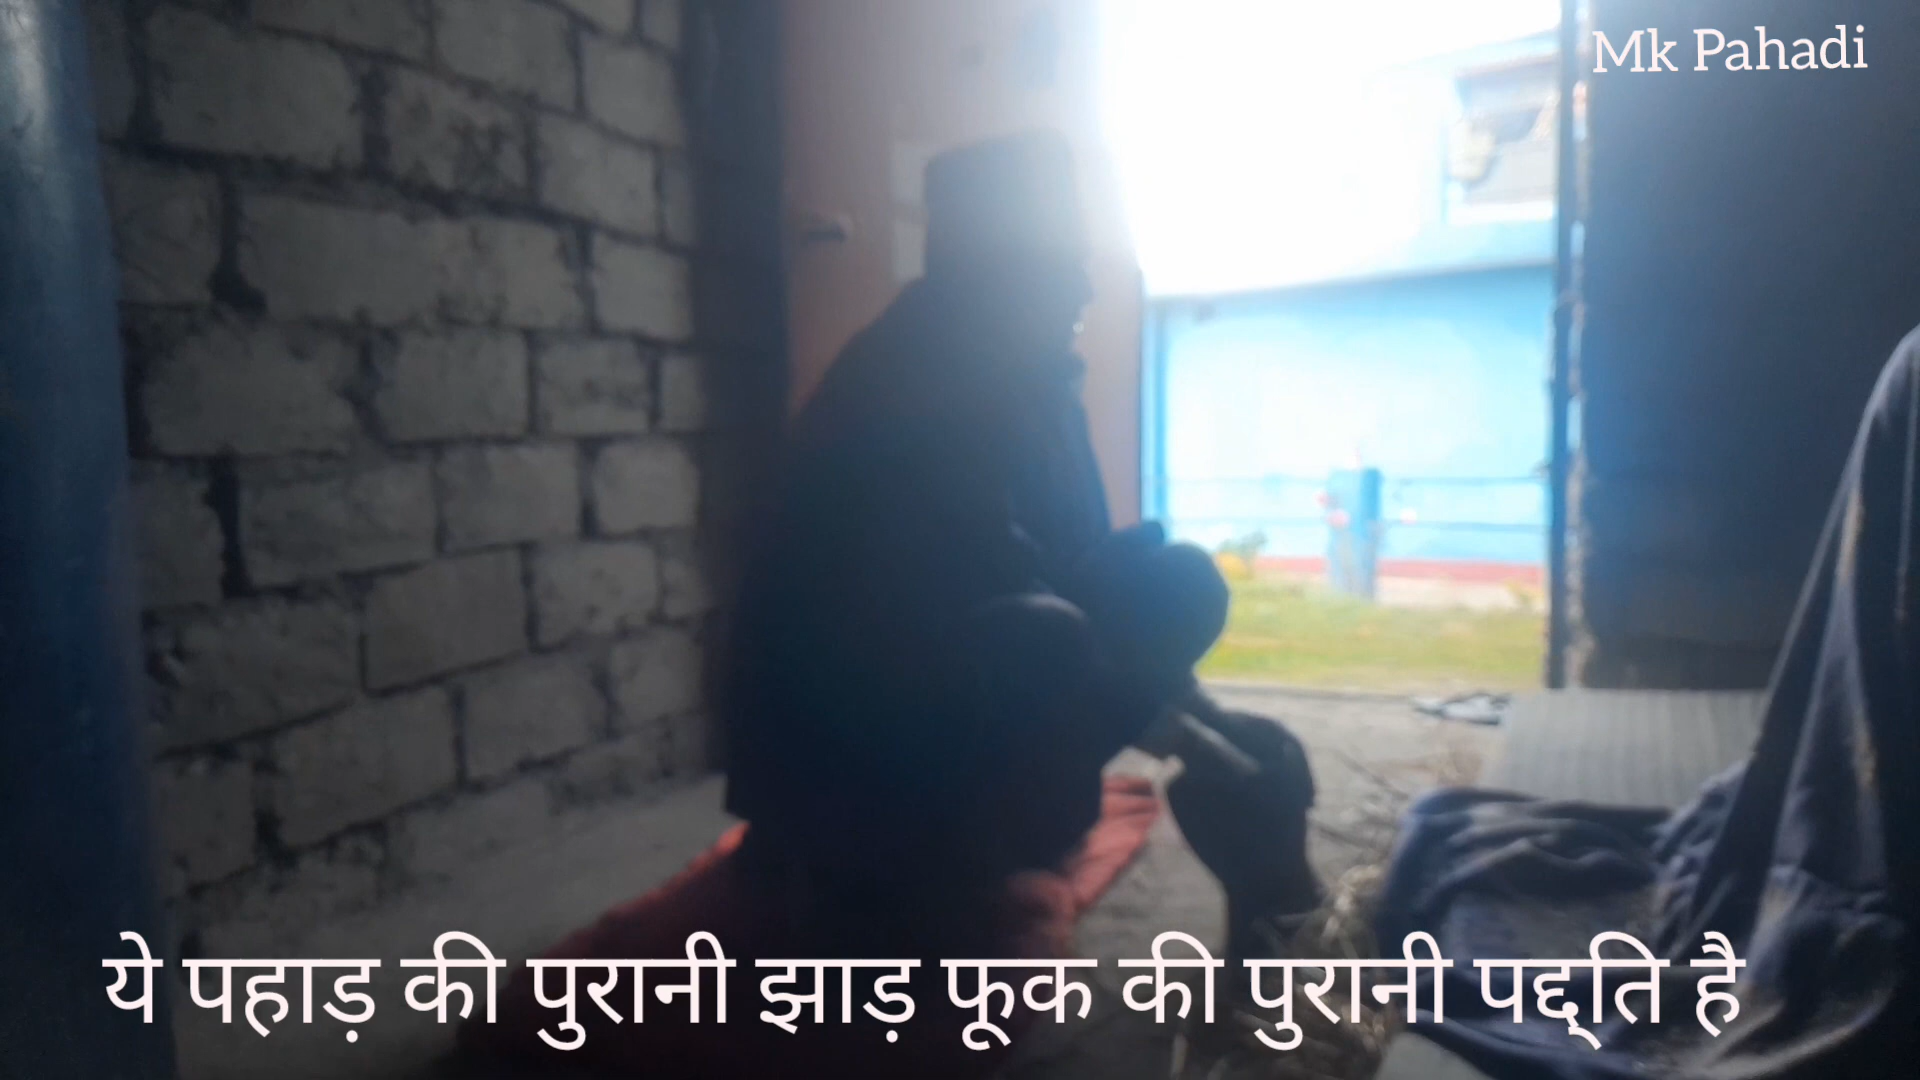 Mk Pahadi
ये पहाड़ की पुरानी झाड़ फूक की पुरानी पद्द्ति है